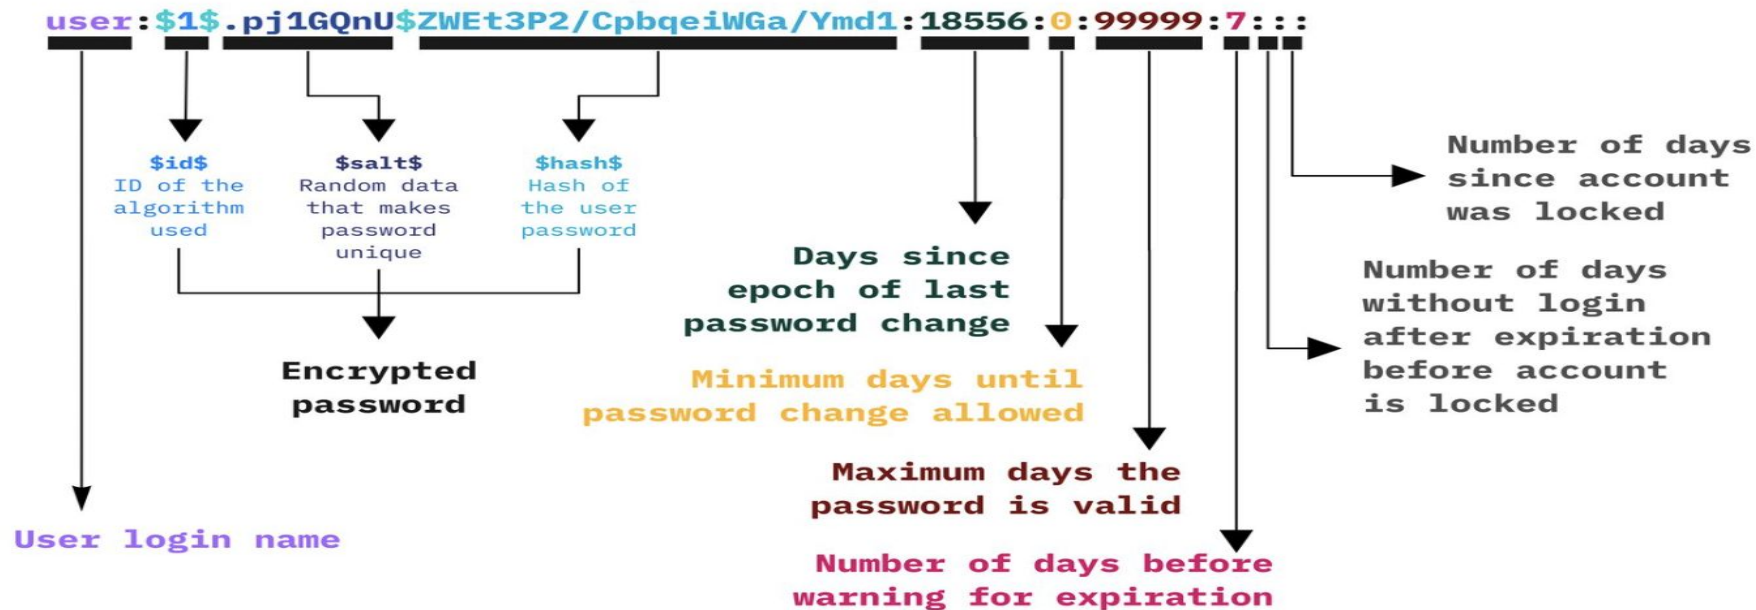 user:$1$.pj1GQnU$ZWEt3P2/CpbqeiWGa/Ymd1:18556:0:99999:7:::
$id$
ID of the
algorithm
used
$salt$
Random data
that makes
password
unique
$hash$
Hash of
the user
password
Encrypted
password
User login name
Days since
epoch of last
password change
Minimum days until
password change allowed
Maximum days the
password is valid
Number of days before
warning for expiration
Number of days
since account
was locked
Number of days
without login
after expiration
before account
is locked